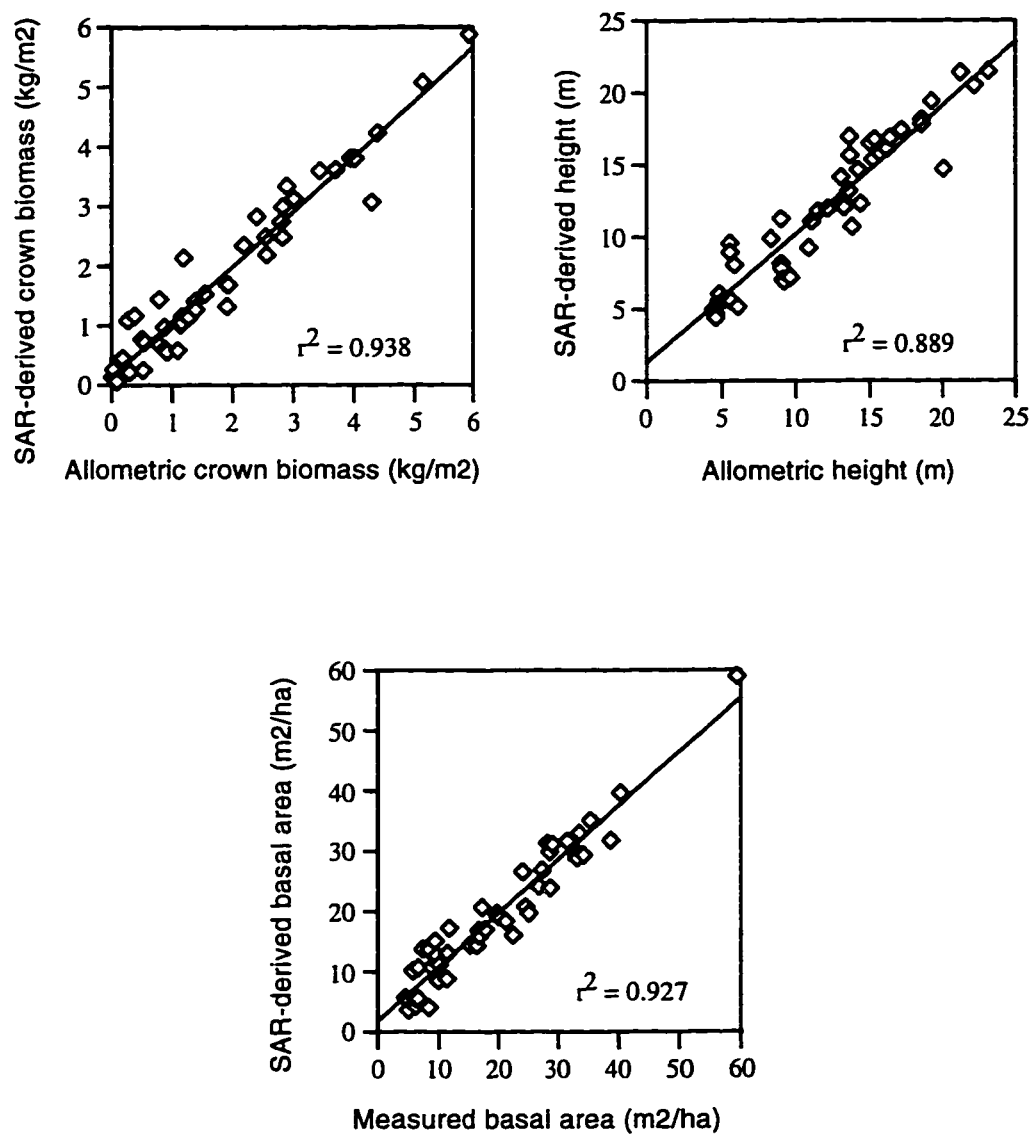 SAR-derived crown biomass (kg/m2)
6
5
4
3
2
1
0
r2 = 0.938
0 1 2 3 4 5 6
Allometric crown biomass (kg/m2)
SAR-derived height (m)
25
20
15
10
5
0
r2 = 0.889
0 5 10 15 20 25
Allometric height (m)
SAR-derived basal area (m2/ha)
60
50
40
30
20
10
0
r2 = 0.927
0 10 20 30 40 50 60
Measured basal area (m2/ha)